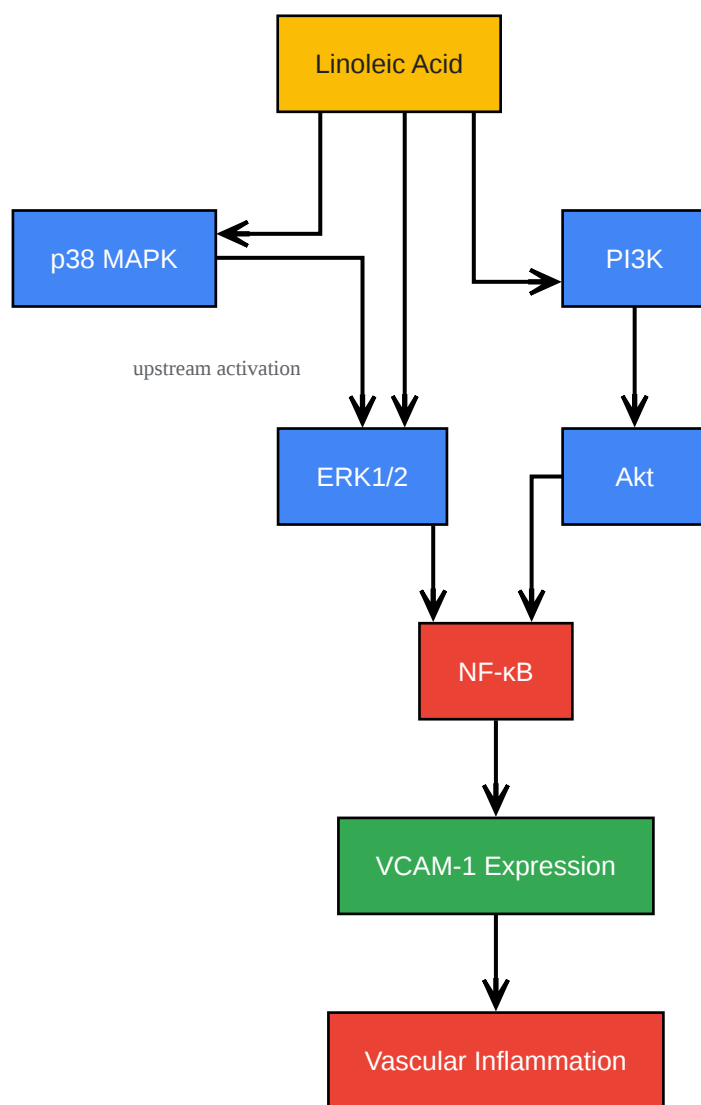 Linoleic Acid
p38 MAPK
PI3K
upstream activation
ERK1/2
Akt
NF-κB
VCAM-1 Expression
Vascular Inflammation